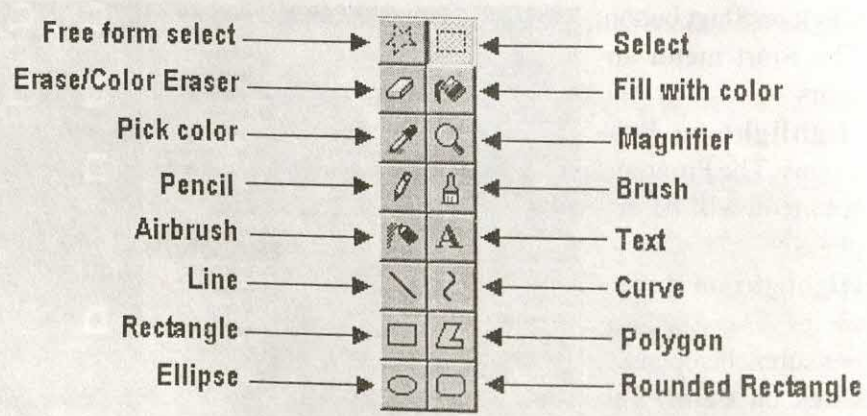 Free form select
Select
Erase/Color Eraser
Fill with color
Pick color
Magnifier
Pencil
Brush
Airbrush
A
Text
Line
Curve
Rectangle
Polygon
Ellipse
Rounded Rectangle